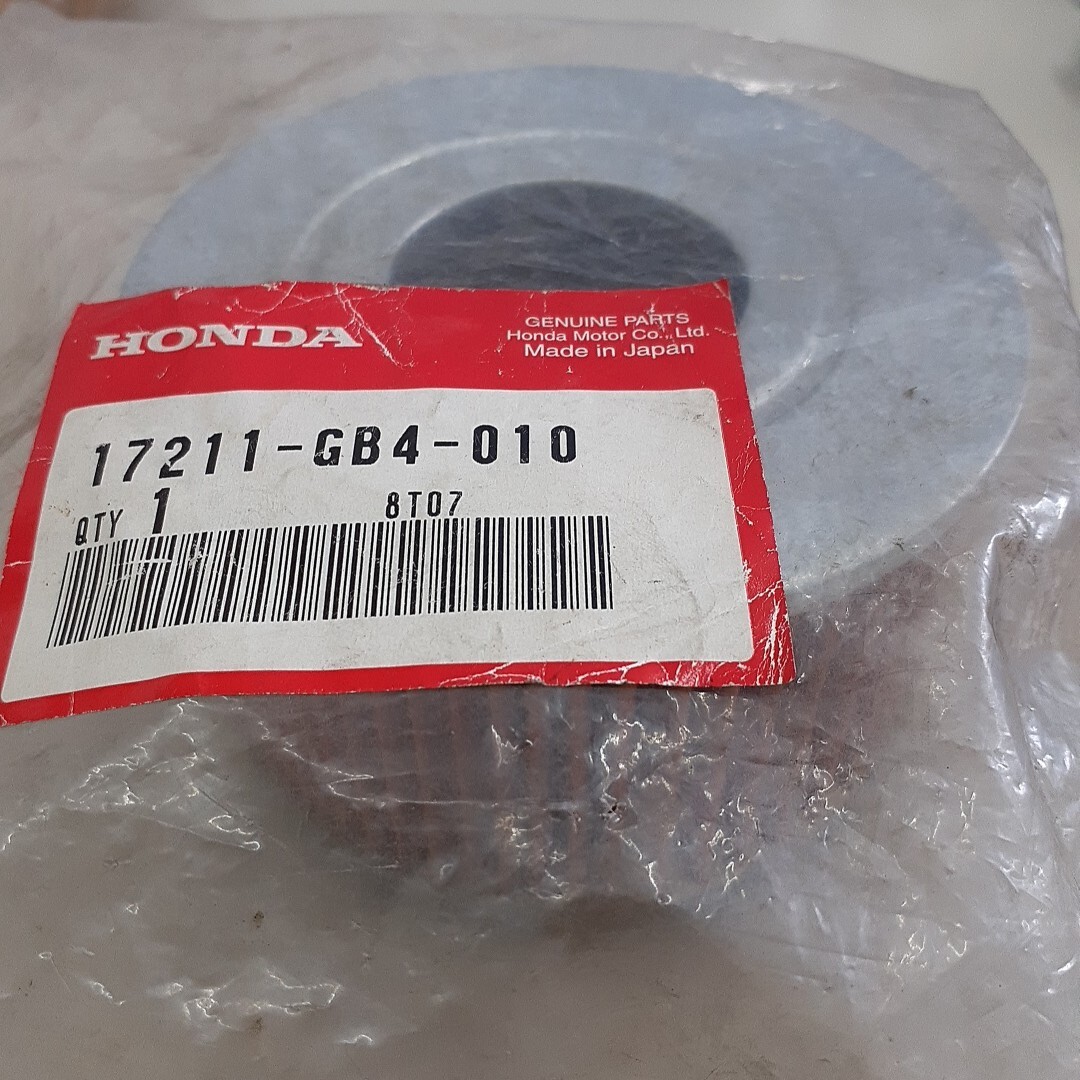 HONDA
GENUINE PARTS
Honda Motor Co., Ltd.
Made in Japan
17211-GB4-010
QTY 1 8T07